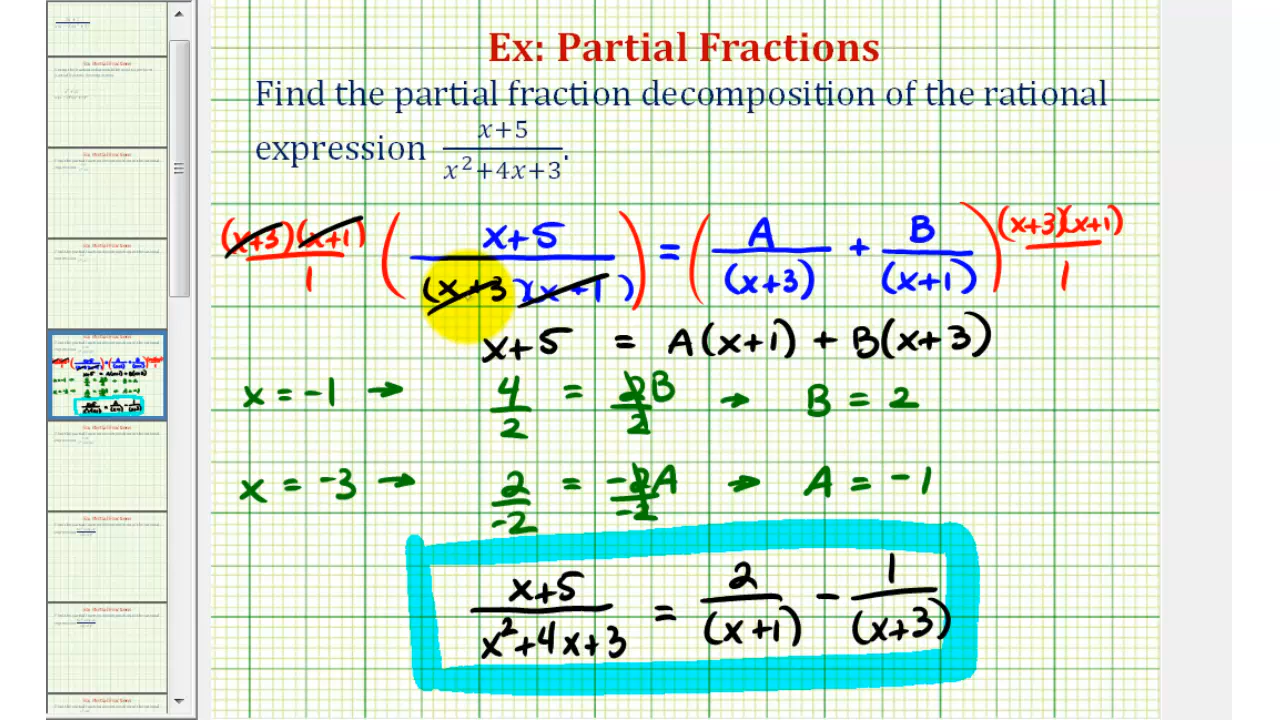 Ex: Partial Fractions
Find the partial fraction decomposition of the rational
expression (x+5)/(x²+4x+3).
(x+3)(x+1)/1 ( x+5/((x+3)(x+1)) ) = ( A/(x+3) + B/(x+1) ) (x+3)(x+1)/1
x+5 = A(x+1) + B(x+3)
x = -1 → 4/2 = 2B/2 → B = 2
x = -3 → 2/-2 = -2A/-2 → A = -1
x+5/(x²+4x+3) = 2/(x+1) - 1/(x+3)